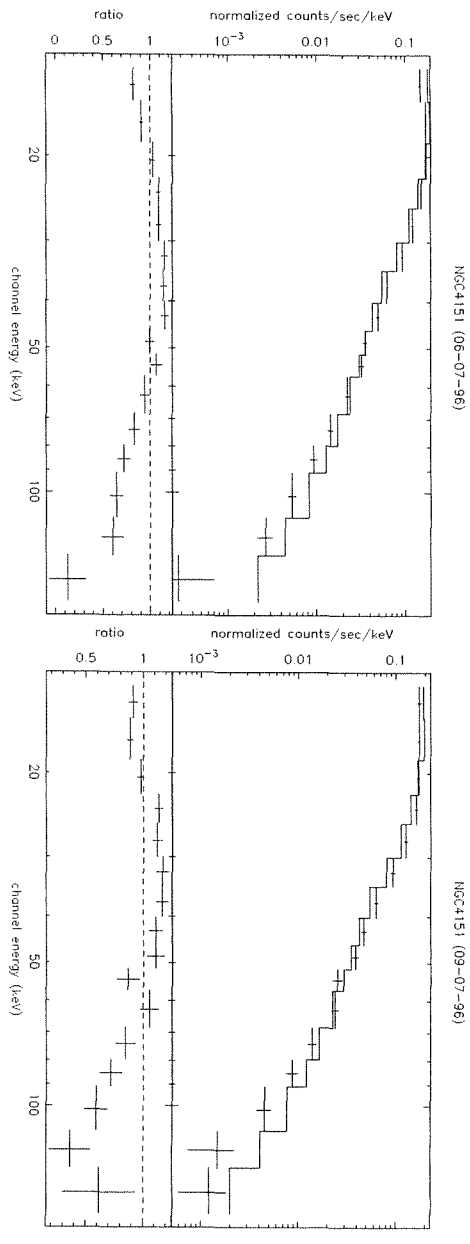 NGC4151 (06-07-96)
normalized counts/sec/keV
10⁻³ 0.01 0.1
ratio
0 0.5 1
20 50 100
channel energy (keV)
NGC4151 (09-07-96)
normalized counts/sec/keV
10⁻³ 0.01 0.1
ratio
0.5 1
20 50 100
channel energy (keV)